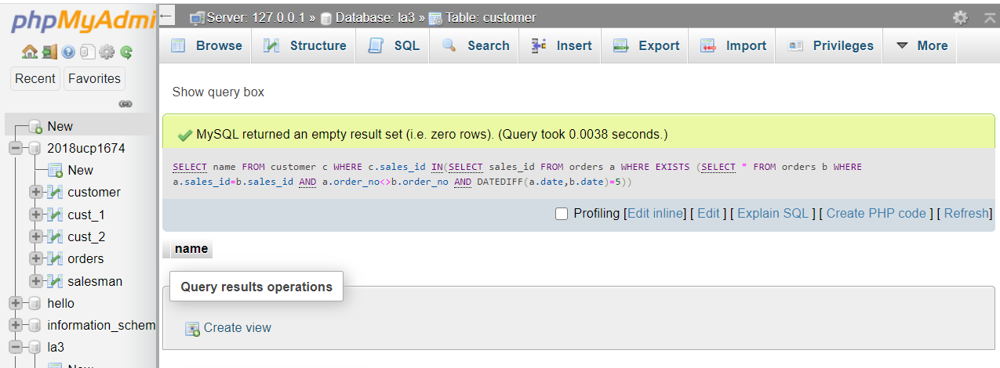 phpMyAdmi
Recent Favorites
New
2018ucp1674
New
customer
cust_1
cust_2
orders
salesman
hello
information_schem
la3
New
← Server: 127.0.0.1 » Database: la3 » Table: customer
Browse Structure SQL Search Insert Export Import Privileges More
Show query box
MySQL returned an empty result set (i.e. zero rows). (Query took 0.0038 seconds.)
SELECT name FROM customer c WHERE c.sales_id IN(SELECT sales_id FROM orders a WHERE EXISTS (SELECT * FROM orders b WHERE
a.sales_id=b.sales_id AND a.order_no<>b.order_no AND DATEDIFF(a.date,b.date)=5))
Profiling [Edit inline] [ Edit ] [ Explain SQL ] [ Create PHP code ] [ Refresh]
name
Query results operations
Create view